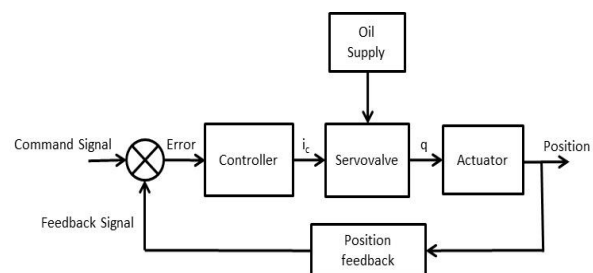 Oil
Supply
Command Signal
Error
Controller
ic
Servovalve
q
Actuator
Position
Feedback Signal
Position
feedback